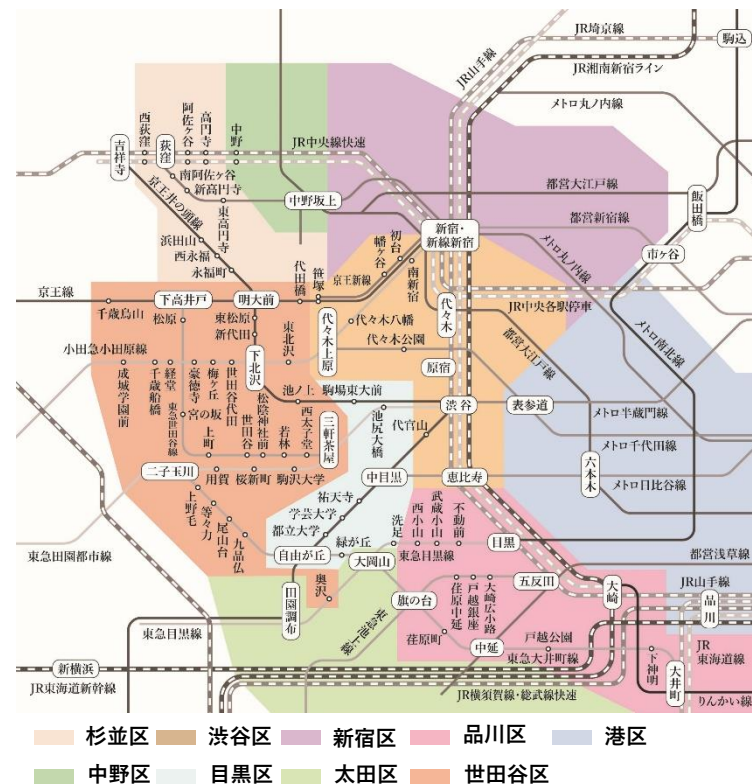 JR埼京線
駒込
JR山手線
JR湘南新宿ライン
メトロ丸ノ内線
西荻窪
阿佐ヶ谷
高円寺
中野
JR中央線快速
吉祥寺
荻窪
南阿佐ヶ谷
新高円寺
東高円寺
中野坂上
都営大江戸線
飯田橋
京王井の頭線
浜田山
西永福
永福町
初台
幡ヶ谷
新宿・
新線新宿
都営新宿線
メトロ丸ノ内線
市ヶ谷
代田橋
笹塚
京王新線
南新宿
京王線
千歳烏山
下高井戸
明大前
松原
東松原
新代田
代々木上原
代々木八幡
代々木公園
代々木
JR中央各駅停車
都営大江戸線
メトロ南北線
小田急小田原線
東北沢
下北沢
原宿
成城学園前
千歳船橋
経堂
東急世田谷線
豪徳寺
宮の坂
梅ヶ丘
世田谷代田
上町
世田谷
松陰神社前
若林
西太子堂
三軒茶屋
池ノ上
駒場東大前
池尻大橋
代官山
渋谷
表参道
メトロ半蔵門線
メトロ千代田線
六本木
メトロ日比谷線
二子玉川
用賀
桜新町
駒沢大学
中目黒
恵比寿
上野毛
等々力
尾山台
九品仏
祐天寺
学芸大学
都立大学
自由が丘
緑が丘
洗足
西小山
武蔵小山
不動前
目黒
東急目黒線
東急田園都市線
大岡山
都営浅草線
奥沢
田園調布
旗の台
荏原中延
戸越銀座
大崎広小路
五反田
大崎
JR山手線
品川
東急目黒線
東急池上線
荏原町
中延
戸越公園
東急大井町線
下神明
大井町
JR
東海道線
新横浜
JR東海道新幹線
JR横須賀線・総武線快速
りんかい線
杉並区
渋谷区
新宿区
品川区
港区
中野区
目黒区
太田区
世田谷区